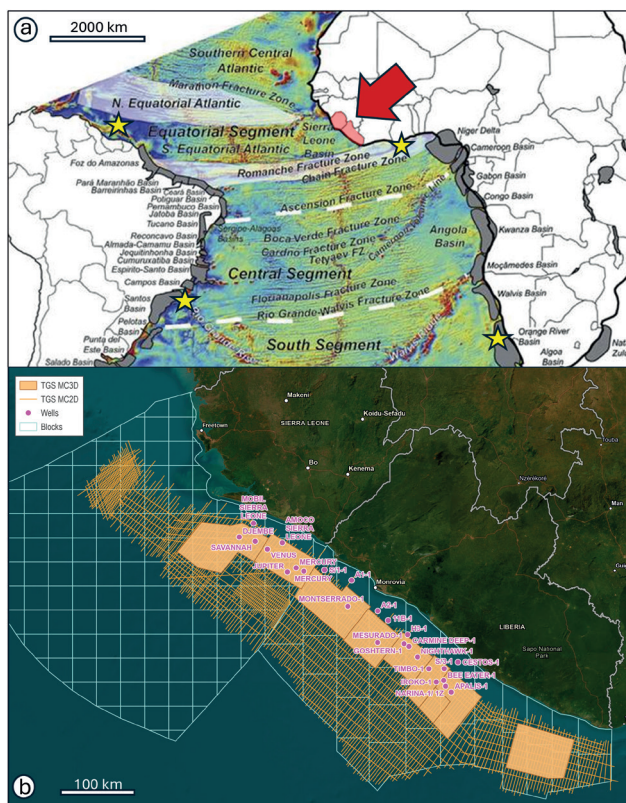 a
2000 km
Southern Central
Atlantic
Marathon Fracture Zone
N. Equatorial Atlantic
Equatorial Segment
S. Equatorial Atlantic
Sierra
Leone
Basin
Romanche Fracture Zone
Chain Fracture Zone
Niger Delta
Cameroon Basin
Gabon Basin
Congo Basin
Kwanza Basin
Moçâmedes Basin
Walvis Basin
Orange River
Basin
Algoa
Basin
Foz do Amazonas
Pará Maranhão Basin
Barreirinhas Basin
Ceará Basin
Potiguar Basin
Pernambuco Basin
Jatoba Basin
Tucano Basin
Sergipe-Alagoas
Basins
Reconcavo Basin
Almada-Camamu Basin
Jequitinhonha Basin
Cumuruxatiba Basin
Espirito-Santo Basin
Campos Basin
Santos
Basin
Pelotas
Basin
Punta del
Este Basin
Salado Basin
Ascension Fracture Zone
Boca Verde Fracture Zone
Cardno Fracture Zone
Tetyaev FZ
Angola
Basin
Central Segment
Florianapolis Fracture Zone
Rio Grande-Walvis Fracture Zone
South Segment
TGS MC3D
TGS MC2D
Wells
Blocks
Makeni
Koidu-Sefadu
Freetown
SIERRA LEONE
Bo
Kenema
Nzérékoré
Touba
Man
MOBIL
SIERRA
LEONE
AMOCO
SIERRA
LEONE
DJEMBE
SAVANNAH
VENUS
JUPITER
MERCURY
MERCURY
S/1-1
A1-1
Monrovia
MONTSERRADO-1
A2-1
H3-1
MESURADO-1
CARMINE DEEP-1
GOSHTERN-1
NIGHTHAWK-1
S/3-1
CESTOS-1
TIMBO-1
BEE EATER-1
IROKO-1
APALIS-1
NARINA-1/ 1Z
LIBERIA
Sapo National
Park
b
100 km